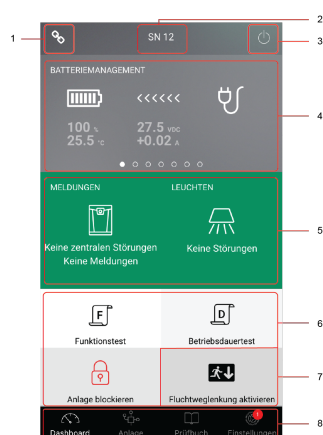 2
1
SN 12
3
BATTERIEMANAGEMENT
100 %
27.5 VDC
25.5 °C
+0.02 A
4
MELDUNGEN
LEUCHTEN
Keine zentralen Störungen
Keine Störungen
Keine Meldungen
5
F
D
Funktionstest
Betriebsdauertest
6
Anlage blockieren
Fluchtweglenkung aktivieren
7
1
Dashboard
Anlage
Prüfbuch
Einstellungen
8